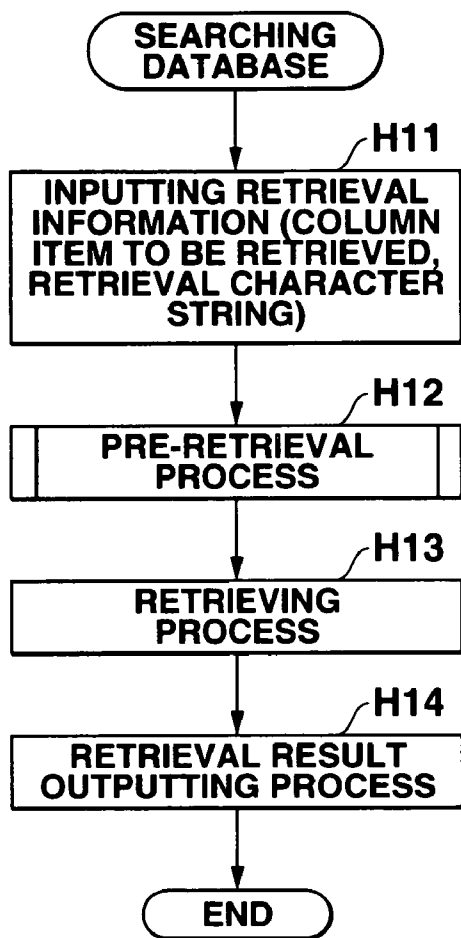 SEARCHING
DATABASE
H11
INPUTTING RETRIEVAL
INFORMATION (COLUMN
ITEM TO BE RETRIEVED,
RETRIEVAL CHARACTER
STRING)
H12
PRE-RETRIEVAL
PROCESS
H13
RETRIEVING
PROCESS
H14
RETRIEVAL RESULT
OUTPUTTING PROCESS
END